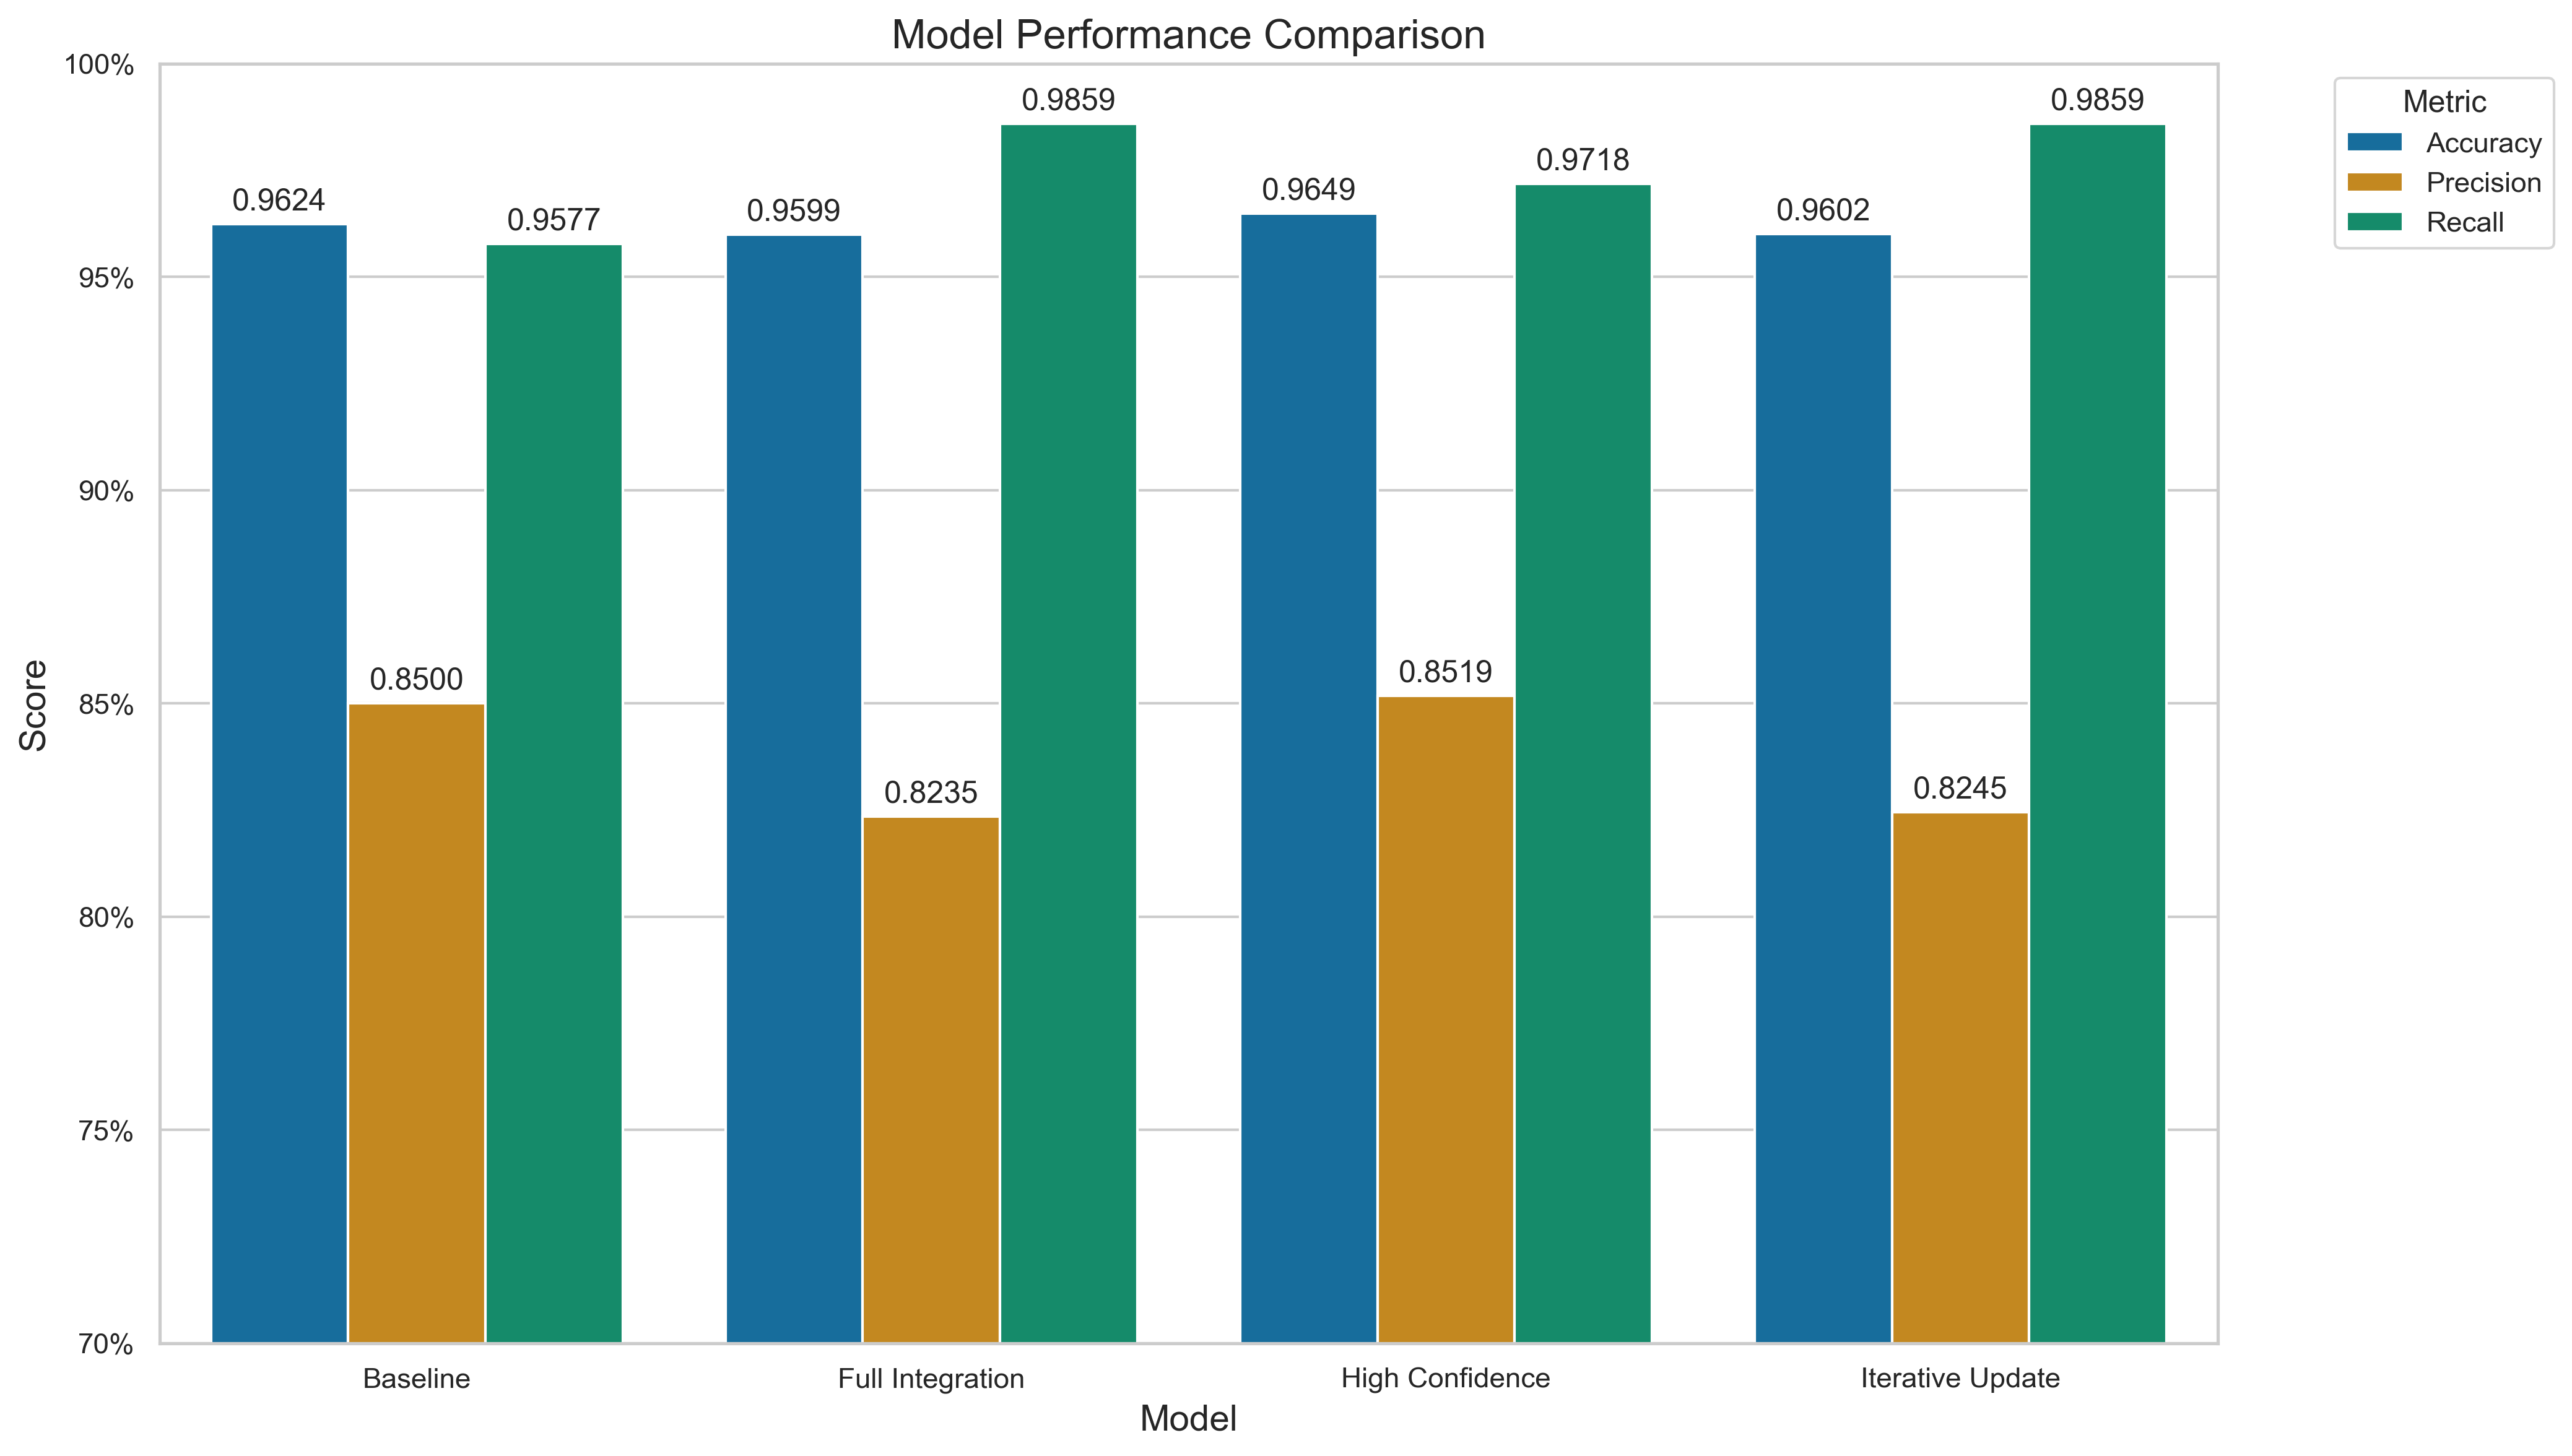 Model Performance Comparison
100%
95%
90%
85%
80%
75%
70%
Score
0.9624
0.8500
0.9577
0.9599
0.8235
0.9859
0.9649
0.8519
0.9718
0.9602
0.8245
0.9859
Baseline
Full Integration
High Confidence
Iterative Update
Model
Metric
Accuracy
Precision
Recall